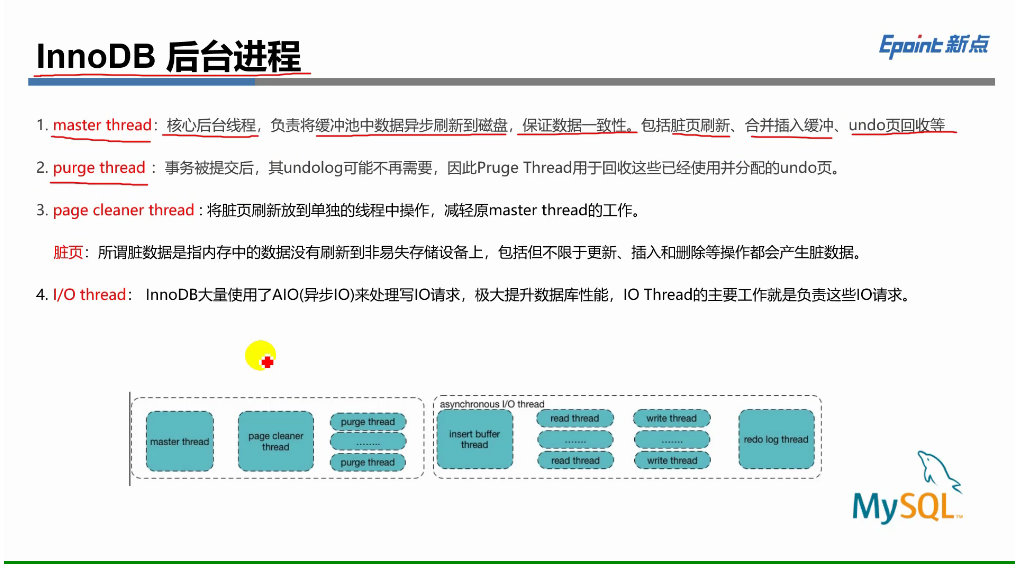 InnoDB 后台进程
Epoint 新点
1. master thread：核心后台线程，负责将缓冲池中数据异步刷新到磁盘，保证数据一致性。包括脏页刷新、合并插入缓冲、undo页回收等
2. purge thread ：事务被提交后，其undolog可能不再需要，因此Pruge Thread用于回收这些已经使用并分配的undo页。
3. page cleaner thread : 将脏页刷新放到单独的线程中操作，减轻原master thread的工作。
脏页：所谓脏数据是指内存中的数据没有刷新到非易失存储设备上，包括但不限于更新、插入和删除等操作都会产生脏数据。
4. I/O thread： InnoDB大量使用了AIO(异步IO)来处理写IO请求，极大提升数据库性能，IO Thread的主要工作就是负责这些IO请求。
master thread
page cleaner
thread
purge thread
........
purge thread
asynchronous I/O thread
insert buffer
thread
read thread
.......
read thread
write thread
.......
write thread
redo log thread
MySQL™